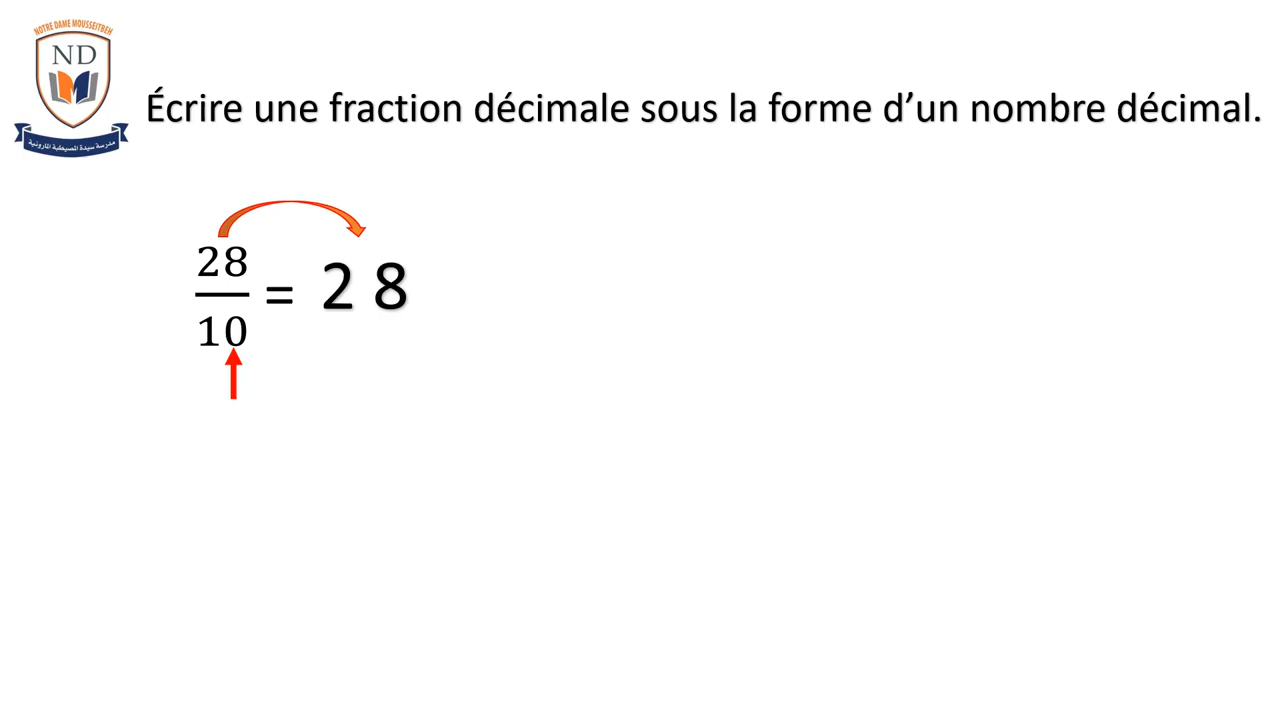 NOTRE DAME MOUSSEITBEH
ND
مدرسة سيدة المصيطبة المارونية
Écrire une fraction décimale sous la forme d’un nombre décimal.
28
10
= 2 8